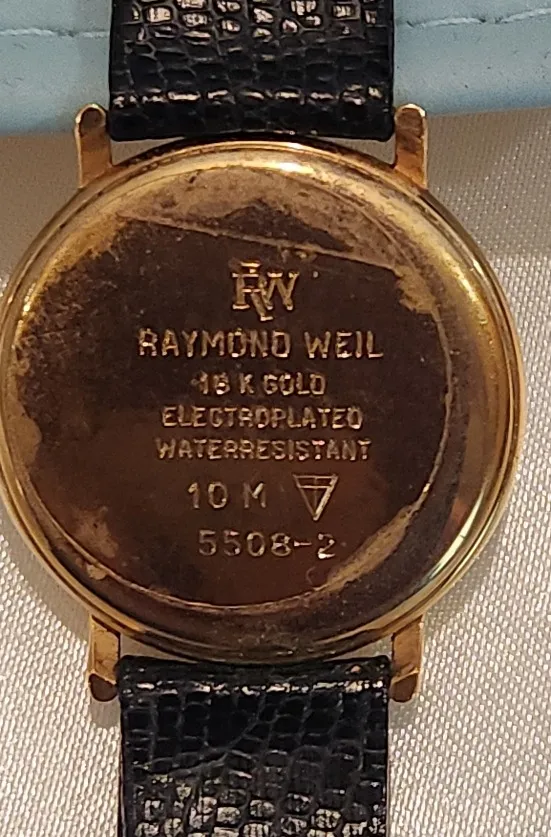 RW
RAYMOND WEIL
18 K GOLD
ELECTROPLATED
WATERRESISTANT
10 M
5508-2